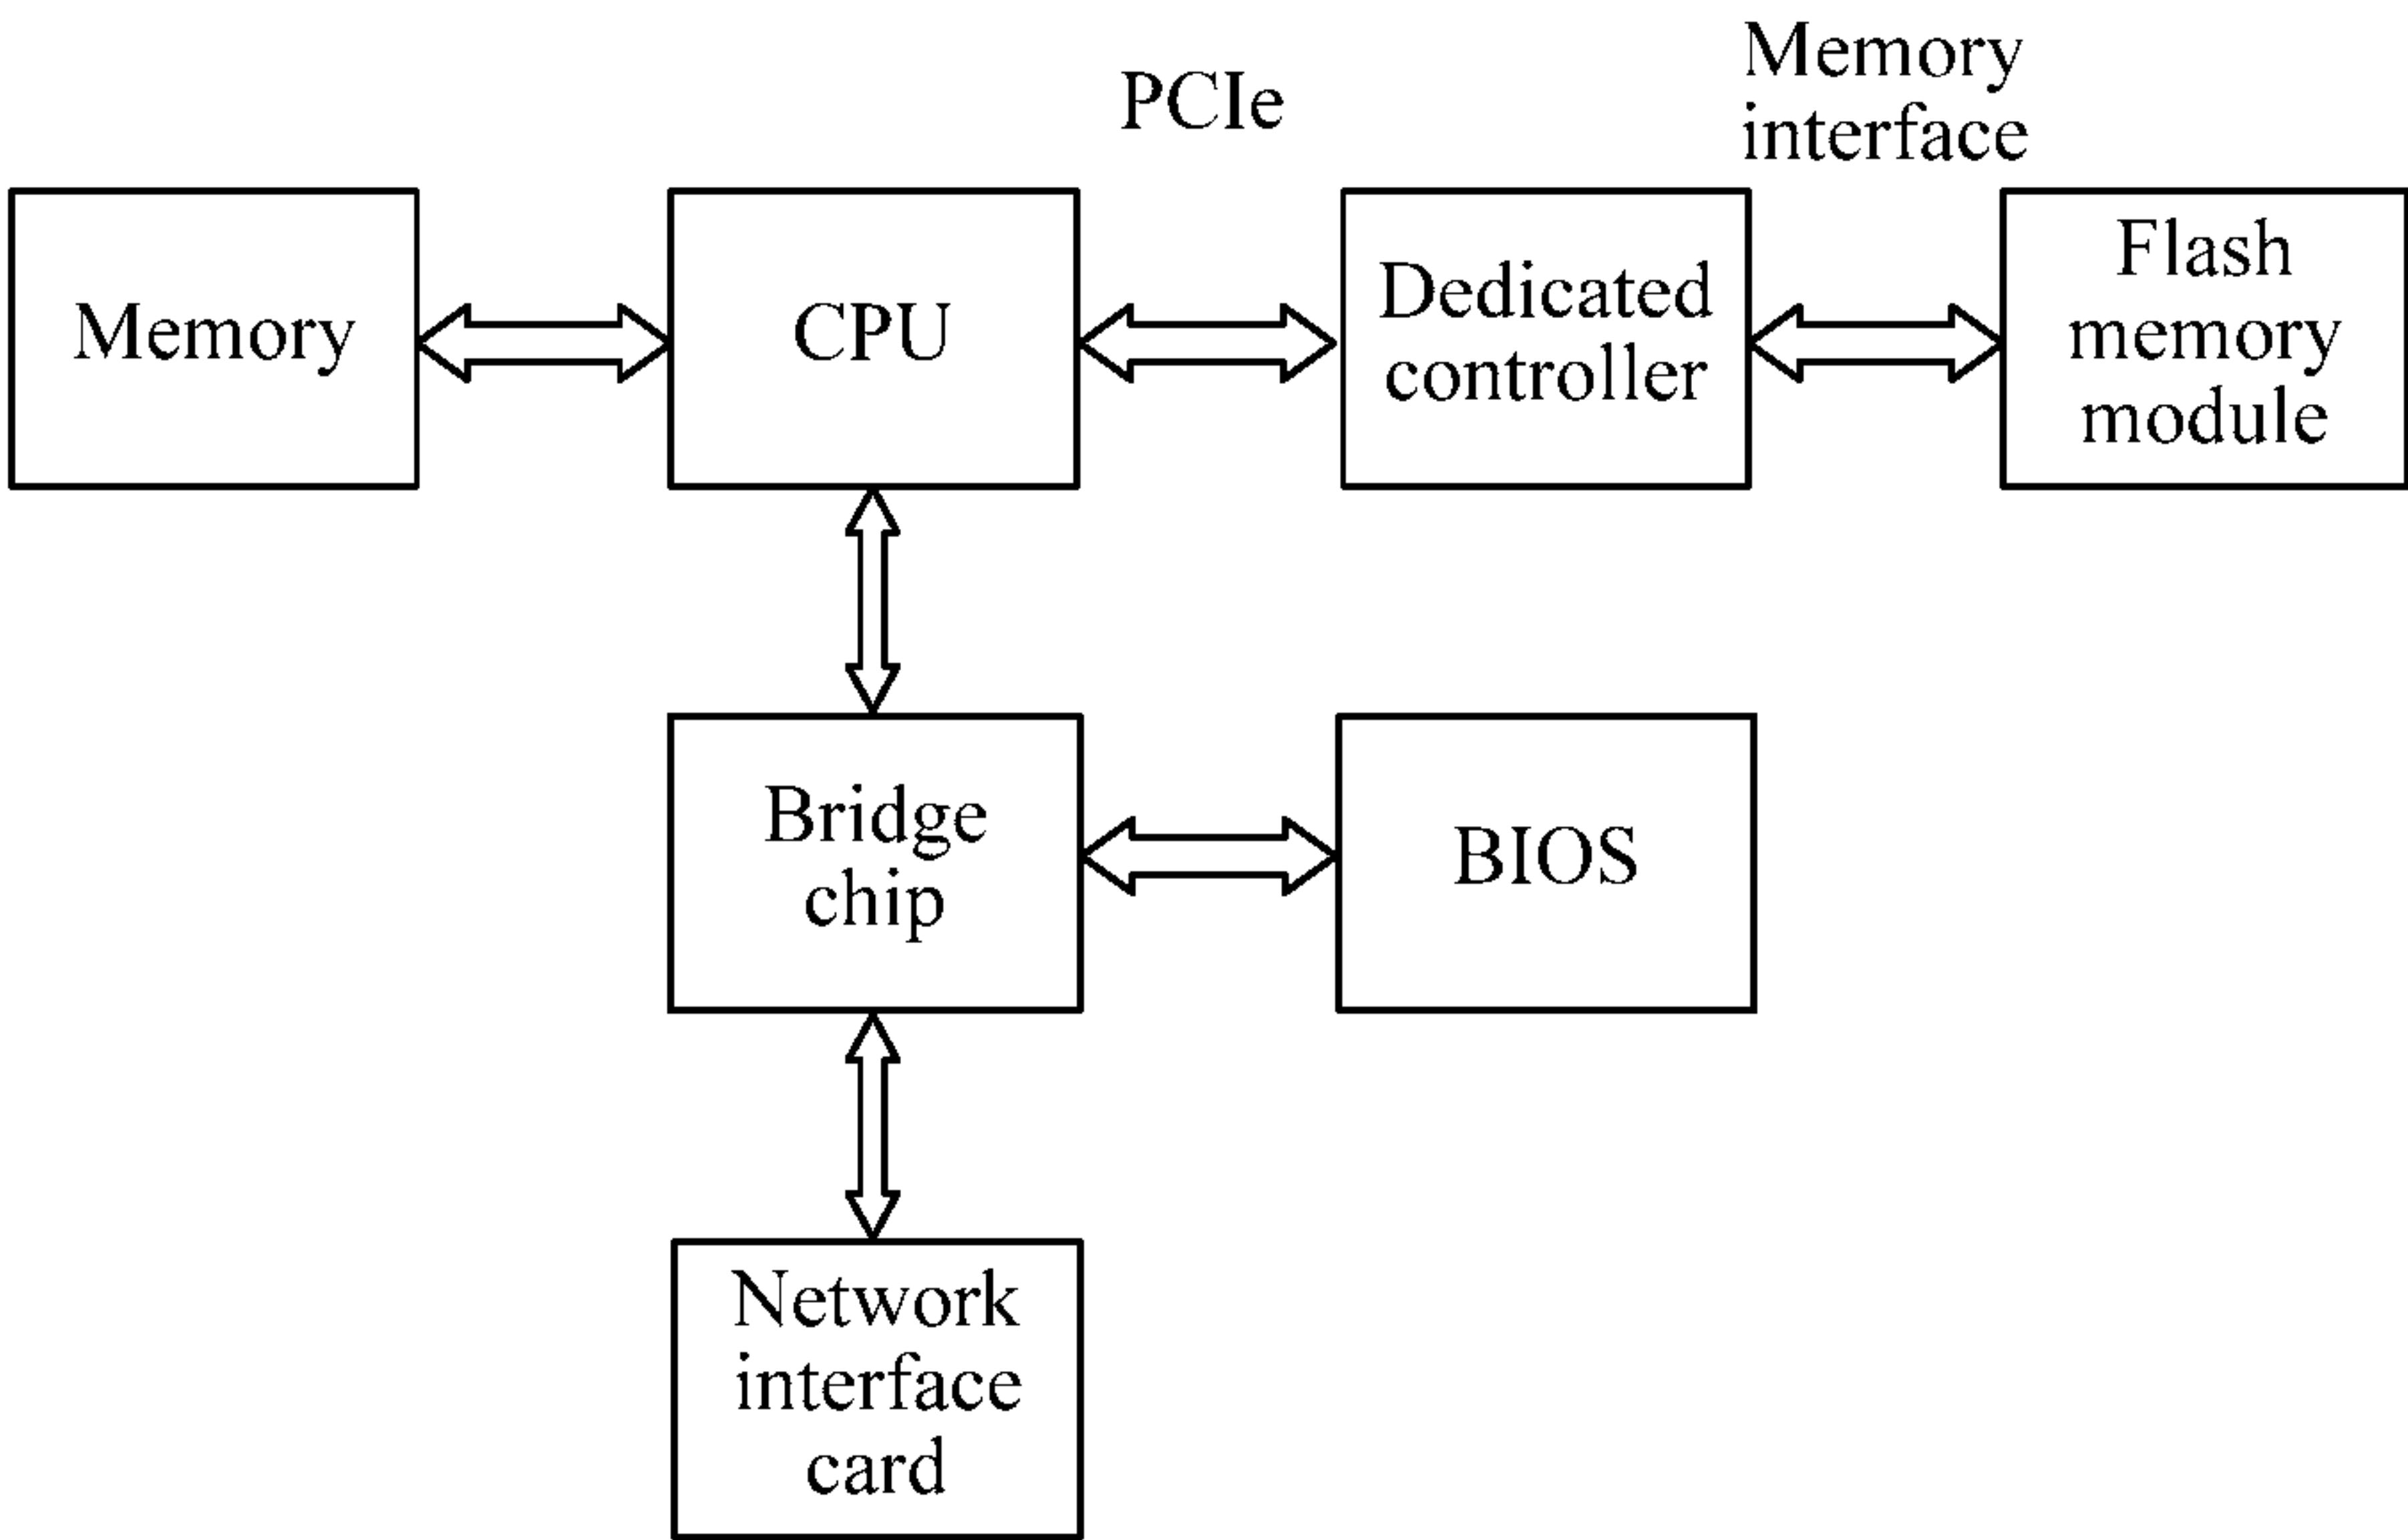 PCIe
Memory
interface
Memory
CPU
Dedicated
controller
Flash
memory
module
Bridge
chip
BIOS
Network
interface
card